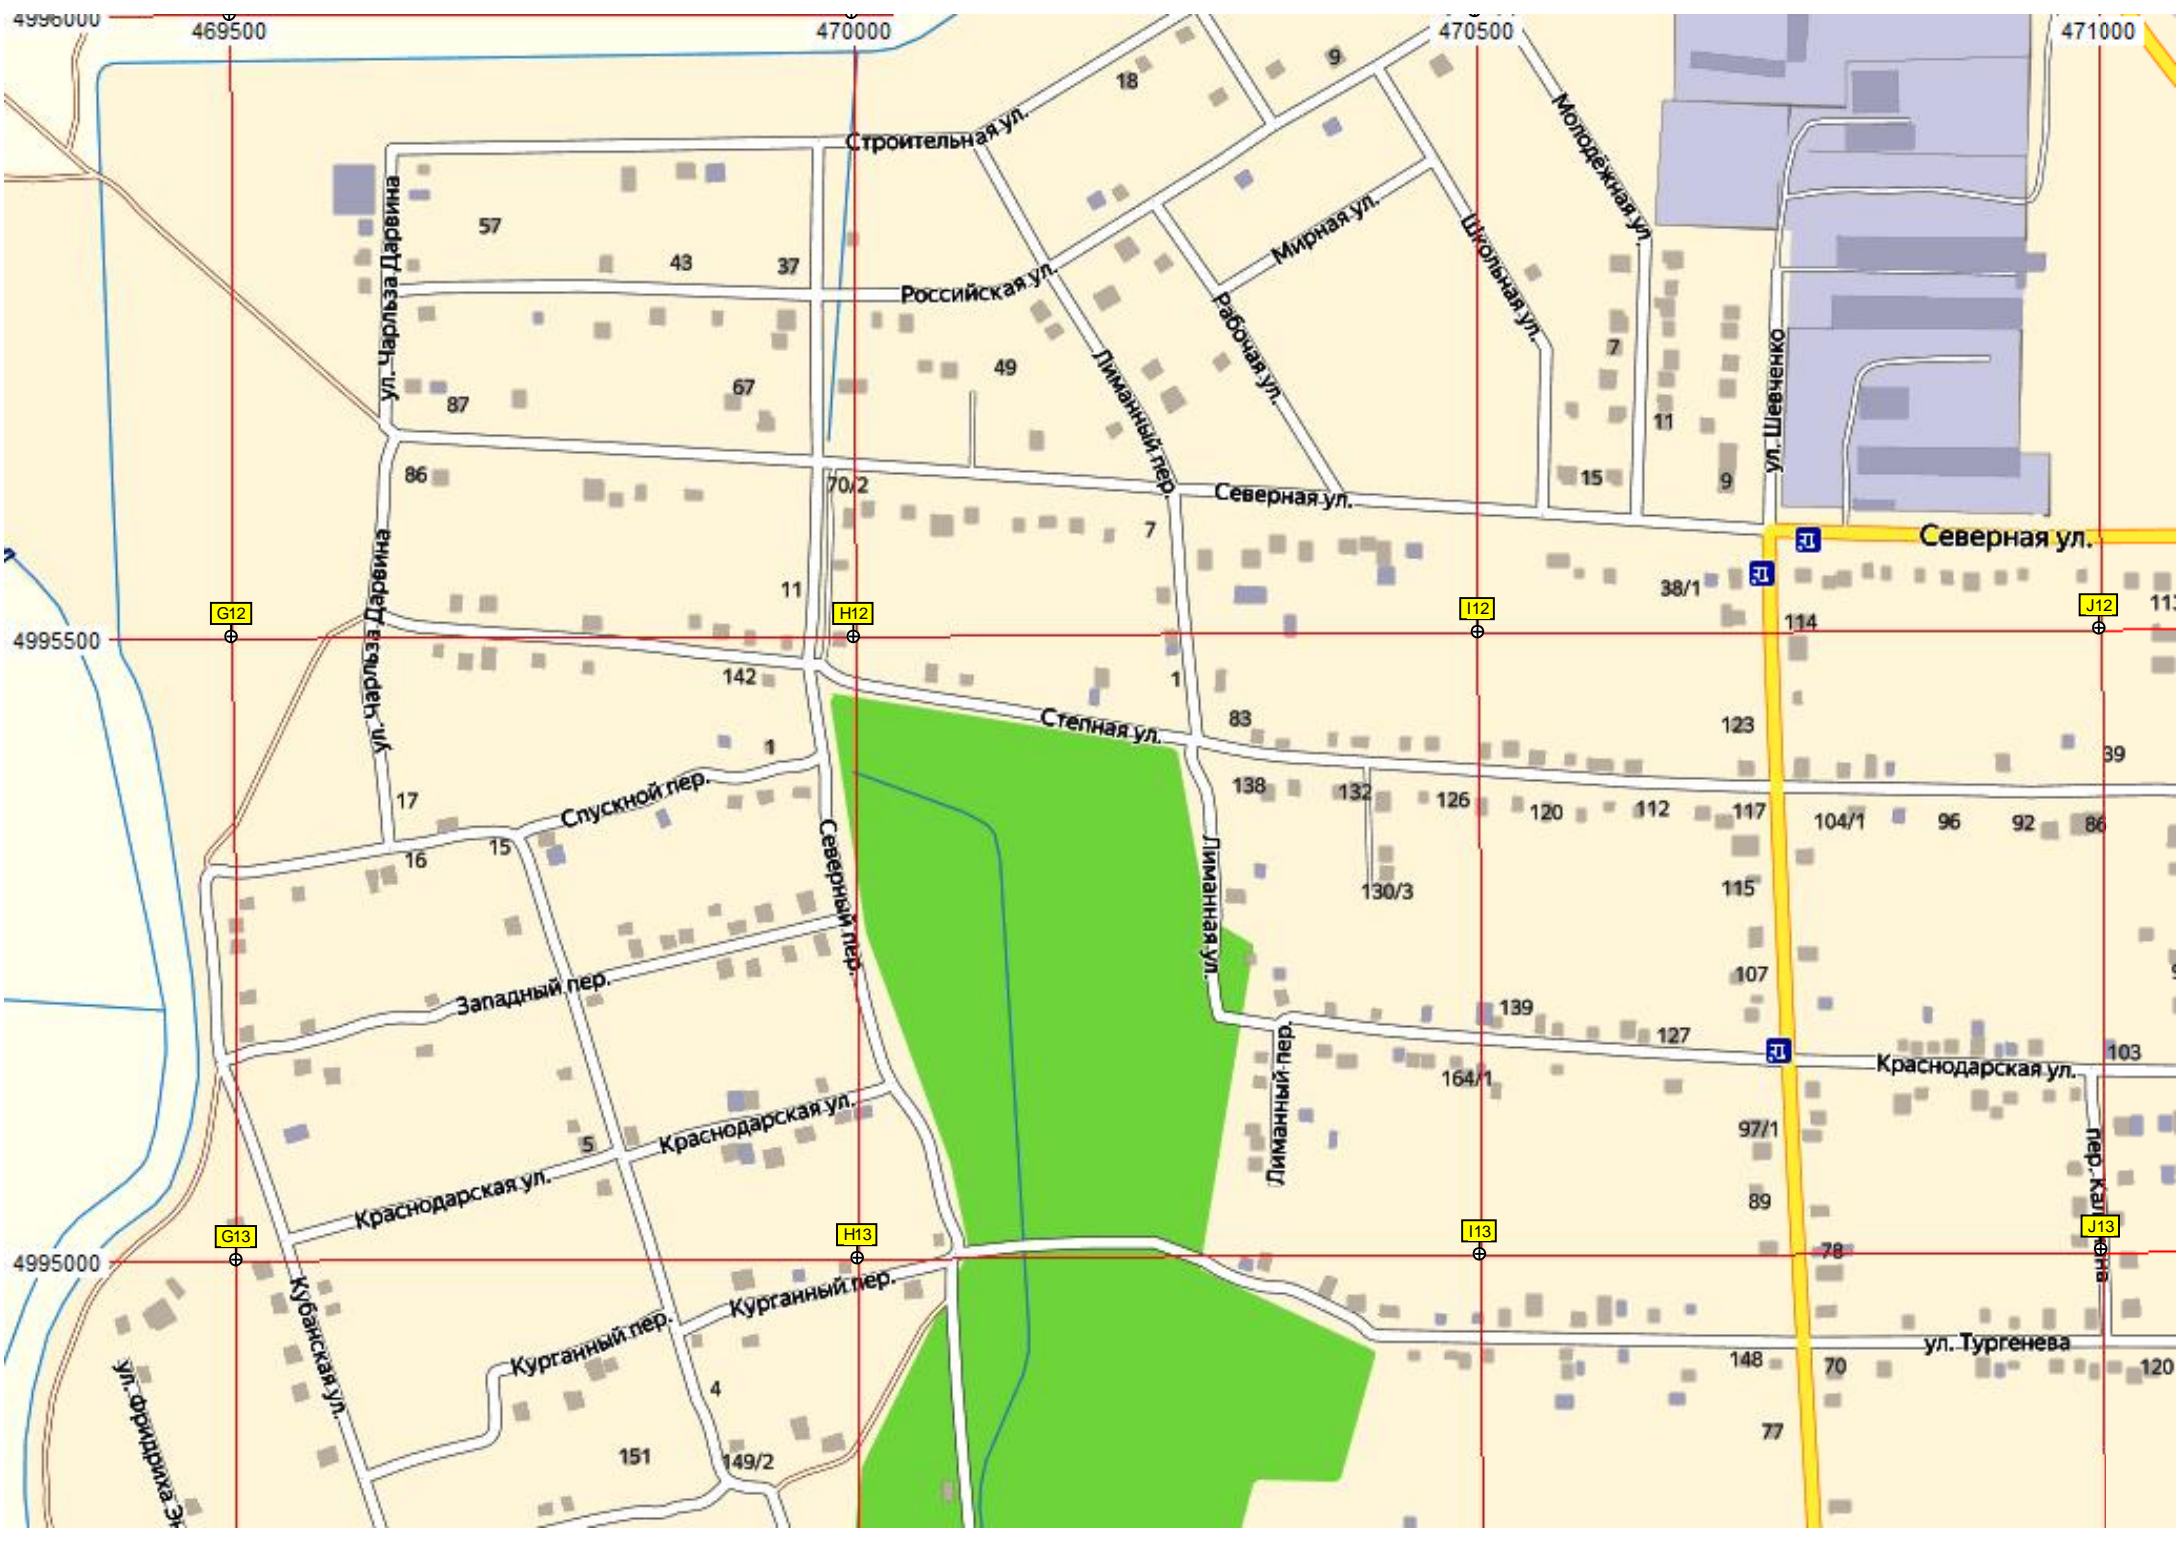 4996000
469500
470000
470500
471000
18
9
Строительная ул.
Молодёжная ул.
ул. Чарльза Дарвина
57
43
37
Российская ул.
Мирная ул.
Школьная ул.
Рабочая ул.
ул. Шевченко
7
49
Лиманный пер.
67
87
11
86
70/2
15
9
Северная ул.
7
Северная ул.
11
38/1
113
G12
H12
I12
J12
4995500
114
ул. Чарльза Дарвина
142
1
83
Степная ул.
123
39
1
Спускной пер.
138
132
126
120
112
117
104/1
96
92
86
17
16
15
Северный пер.
Лиманная ул.
130/3
115
107
Западный пер.
139
127
Краснодарская ул.
103
164/1
Лиманный пер.
Краснодарская ул.
5
97/1
Краснодарская ул.
89
G13
H13
I13
J13
4995000
78
Курганный пер.
Кубанская ул.
Курганный пер.
ул. Тургенева
148
70
120
4
77
151
149/2